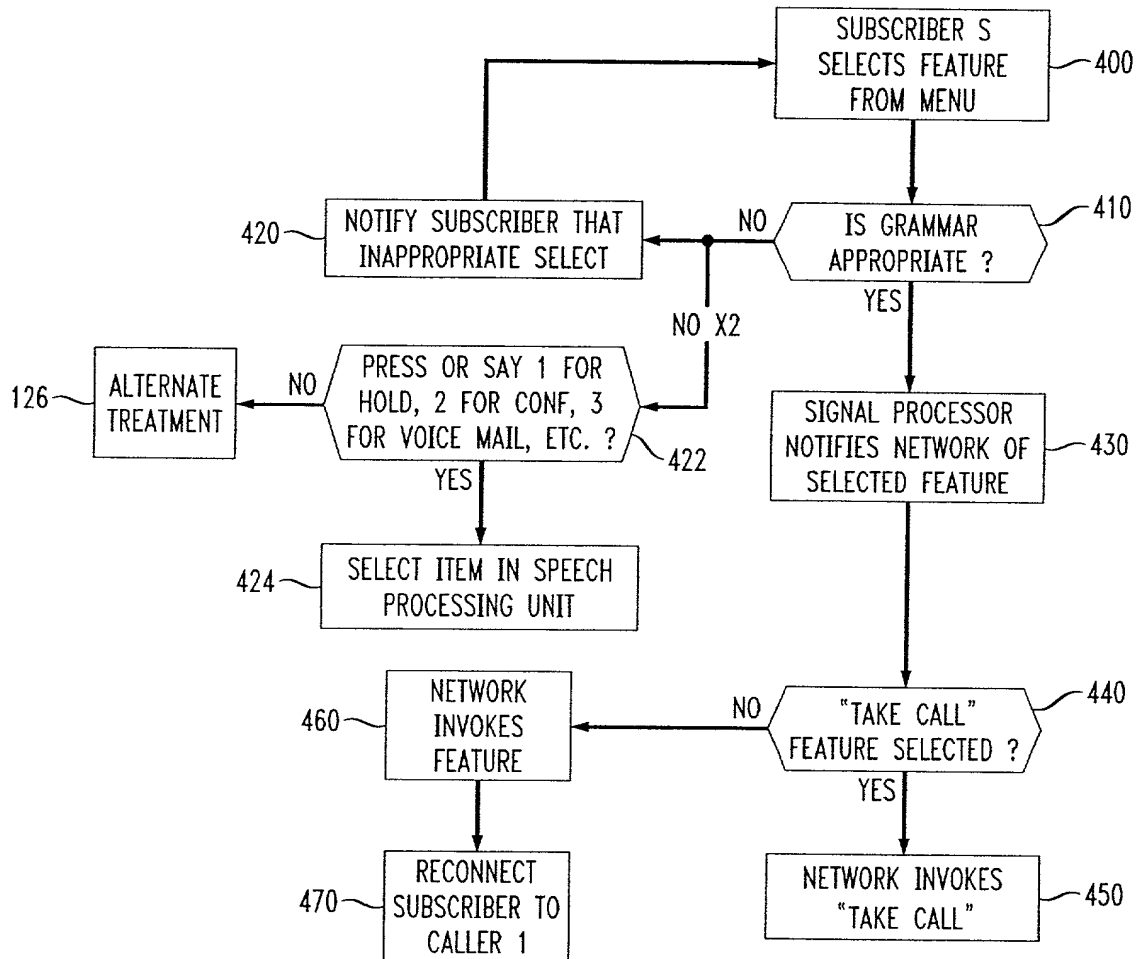 SUBSCRIBER S
SELECTS FEATURE
FROM MENU
400
IS GRAMMAR
APPROPRIATE ?
410
NO
YES
NOTIFY SUBSCRIBER THAT
INAPPROPRIATE SELECT
420
NO X2
PRESS OR SAY 1 FOR
HOLD, 2 FOR CONF, 3
FOR VOICE MAIL, ETC. ?
422
NO
YES
ALTERNATE
TREATMENT
126
SELECT ITEM IN SPEECH
PROCESSING UNIT
424
SIGNAL PROCESSOR
NOTIFIES NETWORK OF
SELECTED FEATURE
430
"TAKE CALL"
FEATURE SELECTED ?
440
NO
YES
NETWORK
INVOKES
FEATURE
460
RECONNECT
SUBSCRIBER TO
CALLER 1
470
NETWORK INVOKES
"TAKE CALL"
450